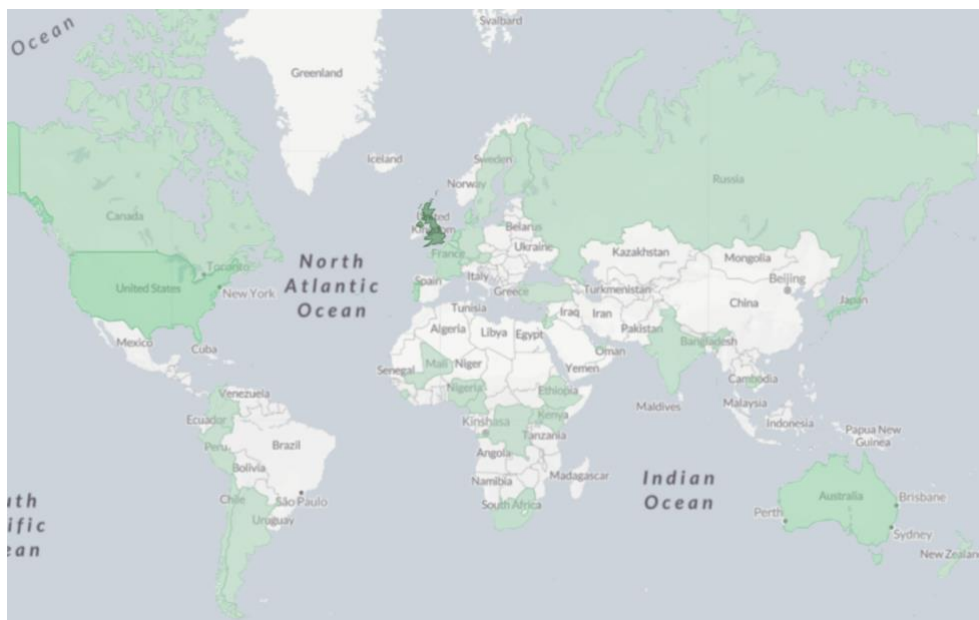 Ocean
Svalbard
Greenland
Iceland
Sweden
Norway
Russia
Canada
United
Kingdom
Belarus
Ukraine
France
Kazakhstan
Mongolia
North
Atlantic
Ocean
Toronto
United States
New York
Spain
Italy
Greece
Turkmenistan
Beijing
China
Japan
Tunisia
Algeria
Libya
Egypt
Iraq
Iran
Pakistan
Mexico
Cuba
Oman
Bangladesh
Senegal
Mali
Niger
Yemen
Cambodia
Venezuela
Nigeria
Ethiopia
Maldives
Malaysia
Ecuador
Kinshasa
Kenya
Indonesia
Papua New
Guinea
Peru
Brazil
Tanzania
Angola
Bolivia
Namibia
Madagascar
Indian
Ocean
Chile
São Paulo
South Africa
Australia
Brisbane
Perth
Uruguay
Sydney
uth
ific
ean
New Zealan